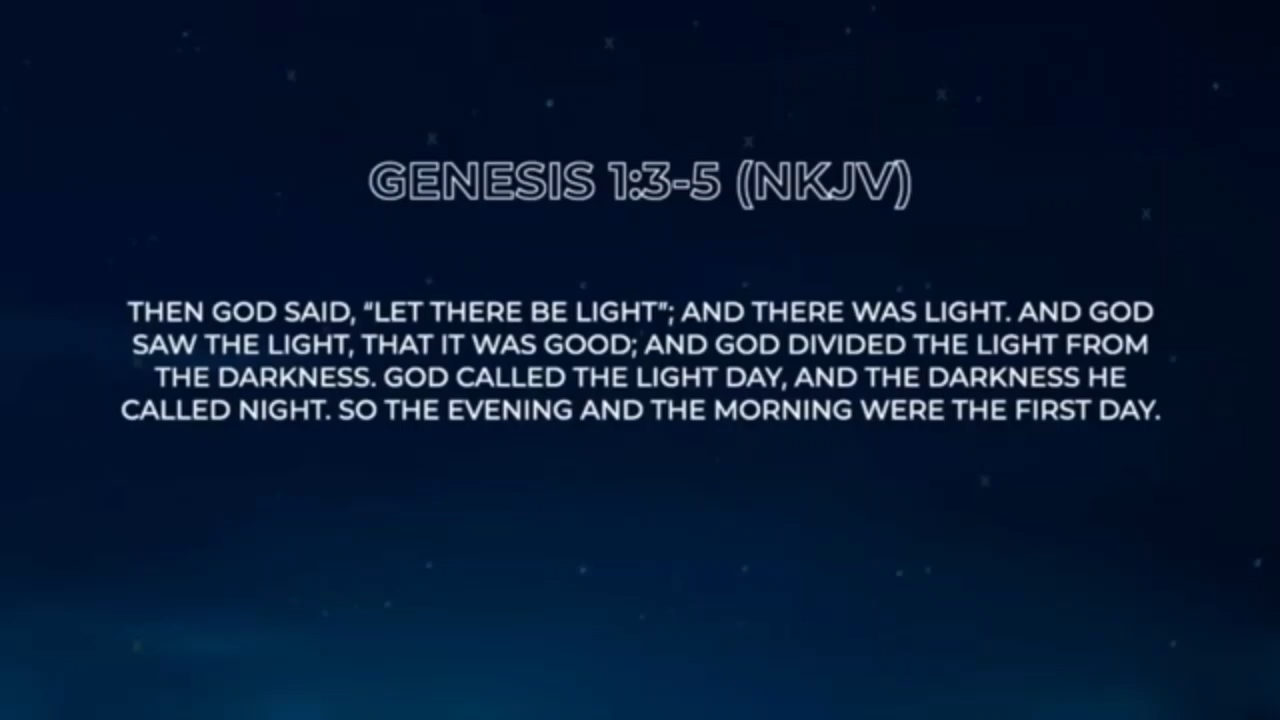 GENESIS 1:3-5 (NKJV)
THEN GOD SAID, “LET THERE BE LIGHT”; AND THERE WAS LIGHT. AND GOD
SAW THE LIGHT, THAT IT WAS GOOD; AND GOD DIVIDED THE LIGHT FROM
THE DARKNESS. GOD CALLED THE LIGHT DAY, AND THE DARKNESS HE
CALLED NIGHT. SO THE EVENING AND THE MORNING WERE THE FIRST DAY.